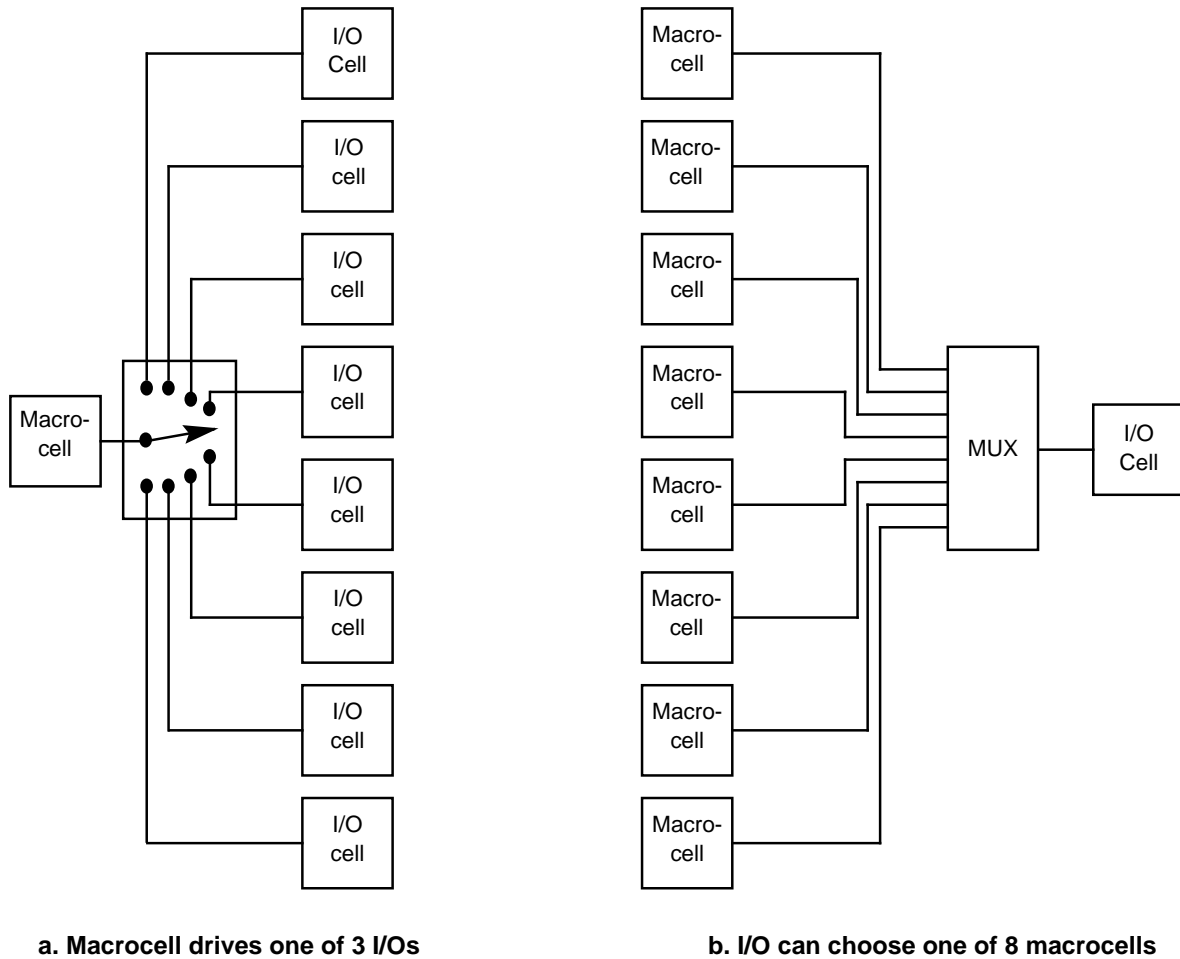 I/O
Cell
I/O
cell
I/O
cell
I/O
cell
I/O
cell
I/O
cell
I/O
cell
I/O
cell
Macro-
cell
a. Macrocell drives one of 3 I/Os
Macro-
cell
Macro-
cell
Macro-
cell
Macro-
cell
Macro-
cell
Macro-
cell
Macro-
cell
Macro-
cell
MUX
I/O
Cell
b. I/O can choose one of 8 macrocells